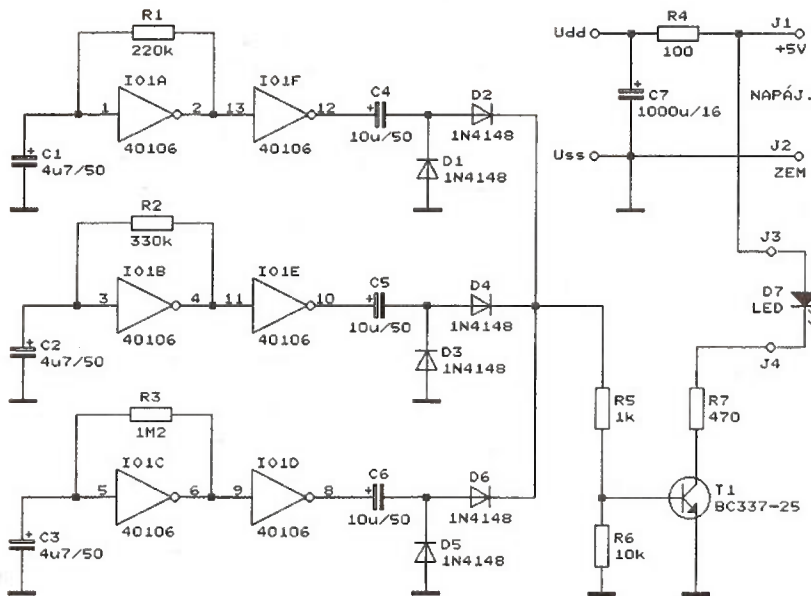 R1
220k
IO1A
1
2
40106
IO1F
13
12
40106
C4
+
10u/50
D2
1N4148
D1
1N4148
+
C1
4u7/50
R2
330k
IO1B
3
4
40106
IO1E
11
10
40106
C5
+
10u/50
D4
1N4148
D3
1N4148
+
C2
4u7/50
R3
1M2
IO1C
5
6
40106
IO1D
9
8
40106
C6
+
10u/50
D6
1N4148
D5
1N4148
+
C3
4u7/50
Udd
R4
100
J1
+5V
+
C7
1000u/16
NAPÁJ.
Uss
J2
ZEM
J3
D7
LED
J4
R5
1k
R7
470
T1
BC337-25
R6
10k